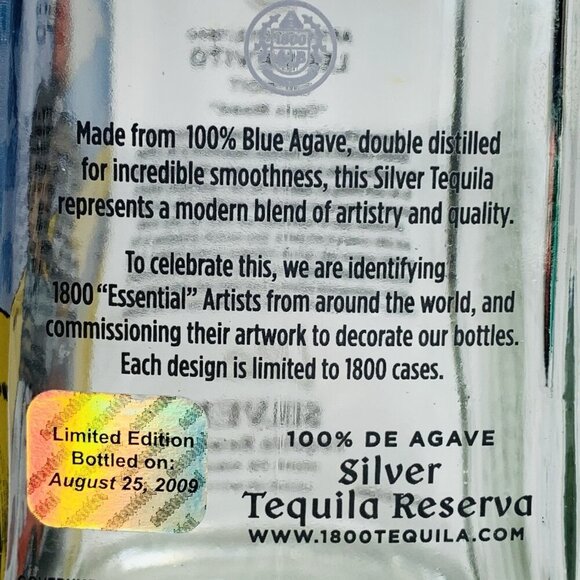 1800
Made from 100% Blue Agave, double distilled
for incredible smoothness, this Silver Tequila
represents a modern blend of artistry and quality.
To celebrate this, we are identifying
1800 “Essential” Artists from around the world, and
commissioning their artwork to decorate our bottles.
Each design is limited to 1800 cases.
Limited Edition
Bottled on:
August 25, 2009
100% DE AGAVE
Silver
Tequila Reserva
WWW.1800TEQUILA.COM